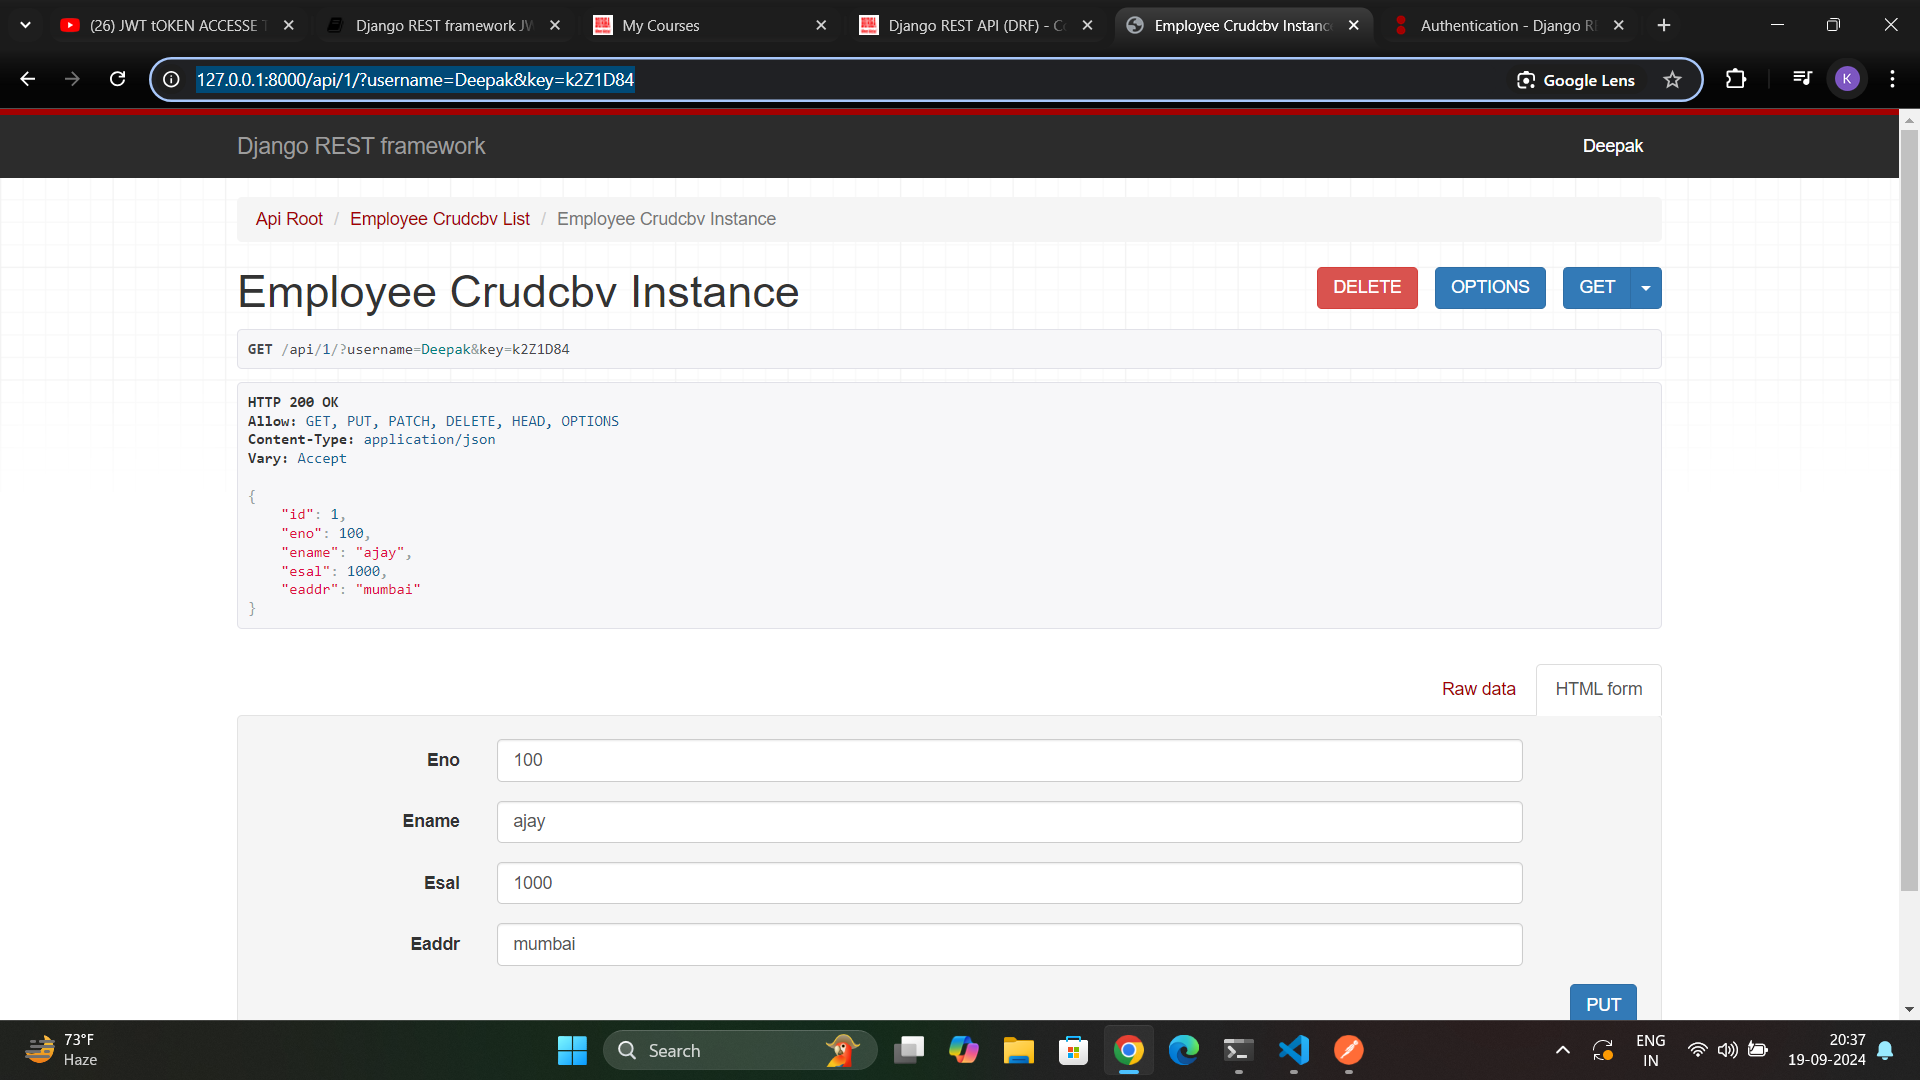 (26) JWT tOKEN ACCESSE T
Django REST framework JW
My Courses
Django REST API (DRF) - Co
Employee Crudcbv Instance
Authentication - Django RE
127.0.0.1:8000/api/1/?username=Deepak&key=k2Z1D84
Google Lens
K
Django REST framework
Deepak
Api Root / Employee Crudcbv List / Employee Crudcbv Instance
Employee Crudcbv Instance
DELETE
OPTIONS
GET
GET /api/1/?username=Deepak&key=k2Z1D84
HTTP 200 OK
Allow: GET, PUT, PATCH, DELETE, HEAD, OPTIONS
Content-Type: application/json
Vary: Accept
{
"id": 1,
"eno": 100,
"ename": "ajay",
"esal": 1000,
"eaddr": "mumbai"
}
Raw data
HTML form
Eno
100
Ename
ajay
Esal
1000
Eaddr
mumbai
PUT
73°F
Haze
Search
ENG
IN
20:37
19-09-2024